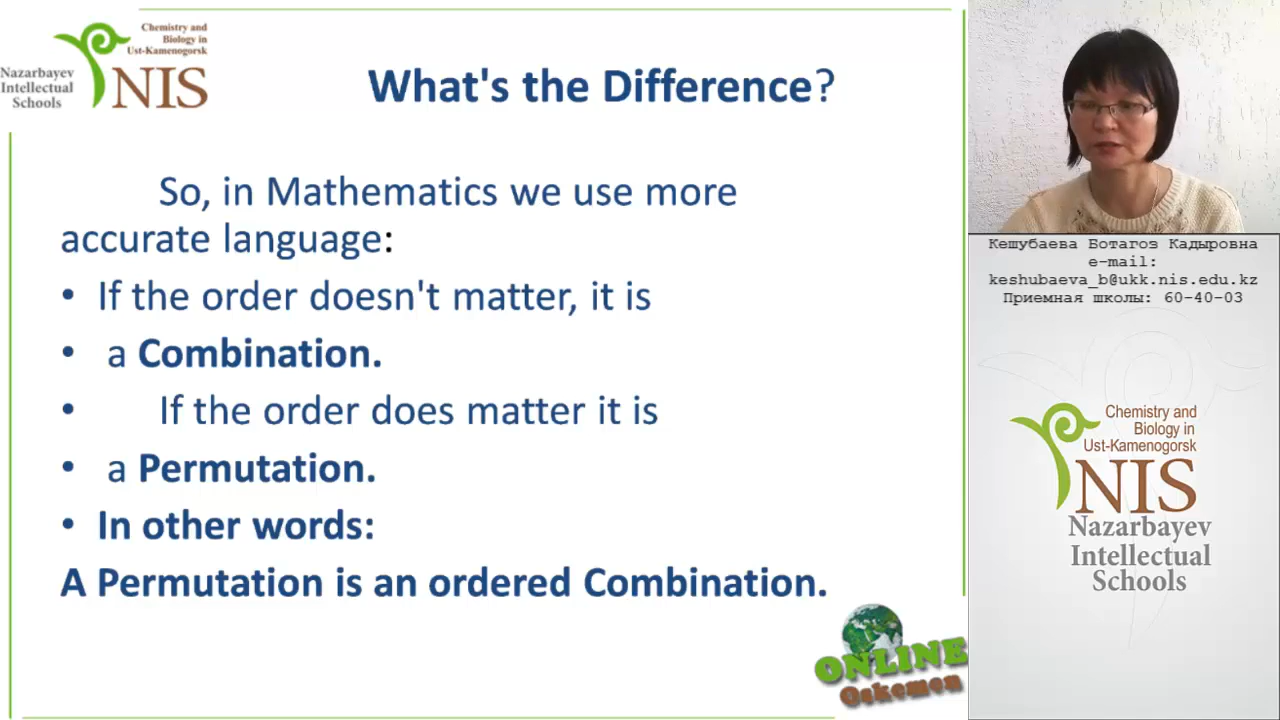 Chemistry and
Biology in
Ust-Kamenogorsk
Nazarbayev
Intellectual
Schools
NIS
What's the Difference?
So, in Mathematics we use more
accurate language:
• If the order doesn't matter, it is
• a Combination.
• If the order does matter it is
• a Permutation.
• In other words:
A Permutation is an ordered Combination.
ONLINE
Oskemen
Кешубаева Ботагоз Кадыровна
e-mail:
keshubaeva_b@ukk.nis.edu.kz
Приемная школы: 60-40-03
Chemistry and
Biology in
Ust-Kamenogorsk
NIS
Nazarbayev
Intellectual
Schools